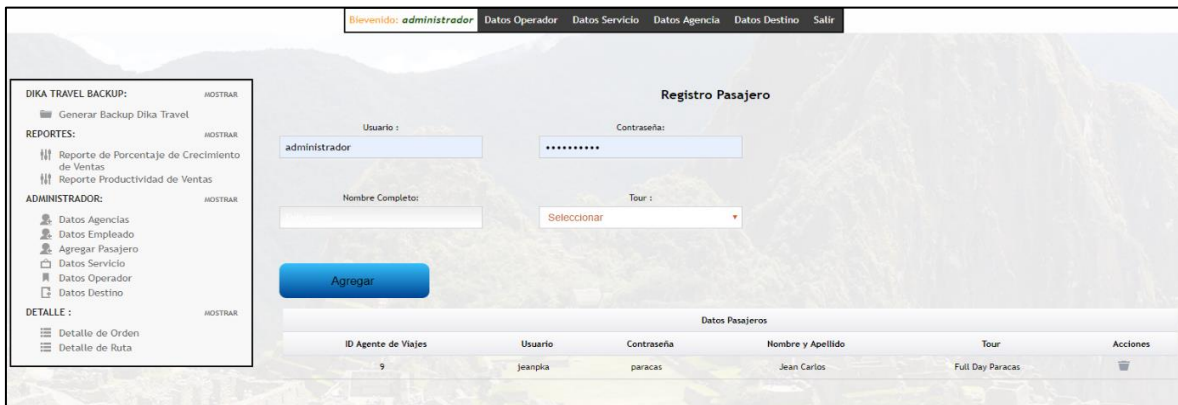 Bievenido: administrador Datos Operador Datos Servicio Datos Agencia Datos Destino Salir
DIKA TRAVEL BACKUP: MOSTRAR
Generar Backup Dika Travel
REPORTES: MOSTRAR
Reporte de Porcentaje de Crecimiento
de Ventas
Reporte Productividad de Ventas
ADMINISTRADOR: MOSTRAR
Datos Agencias
Datos Empleado
Agregar Pasajero
Datos Servicio
Datos Operador
Datos Destino
DETALLE : MOSTRAR
Detalle de Orden
Detalle de Ruta
Registro Pasajero
Usuario : Contraseña:
administrador ••••••••••
Nombre Completo: Tour :
Seleccionar
Agregar
Datos Pasajeros
ID Agente de Viajes Usuario Contraseña Nombre y Apellido Tour Acciones
9 jeanpka paracas Jean Carlos Full Day Paracas